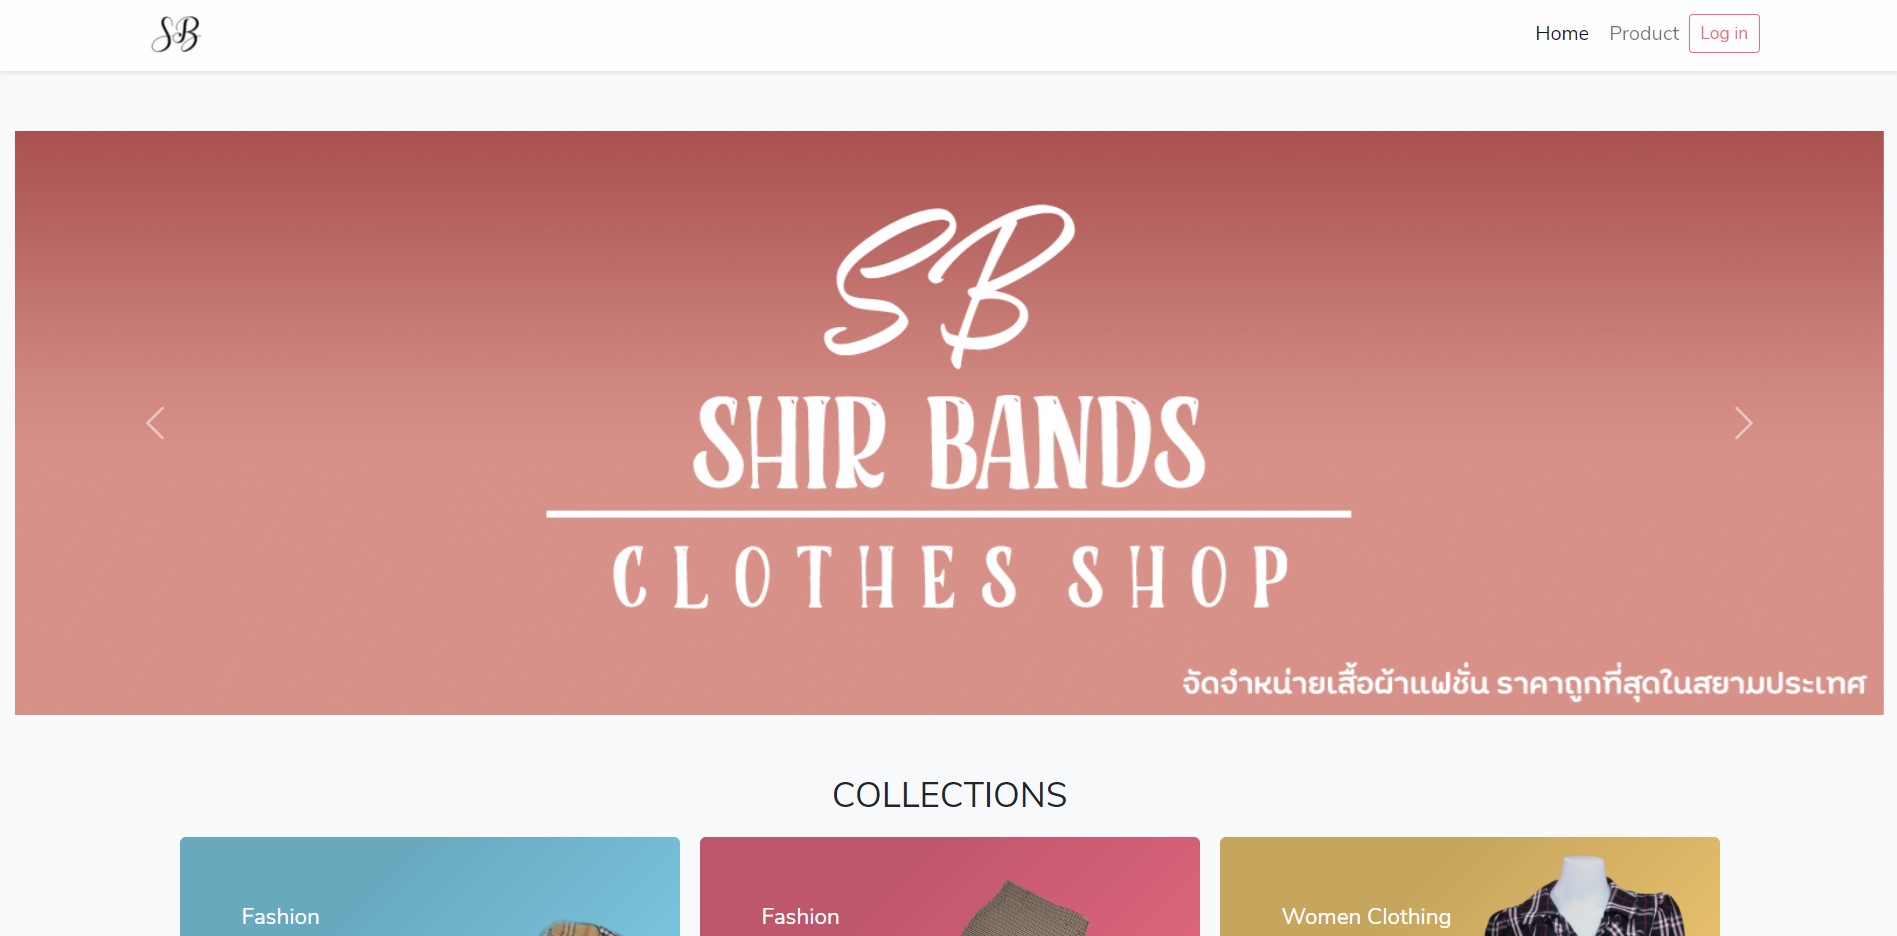 SB
Home Product Log in
SB
SHIR BANDS
CLOTHES SHOP
จัดจำหน่ายเสื้อผ้าแฟชั่น ราคาถูกที่สุดในสยามประเทศ
COLLECTIONS
Fashion
Fashion
Women Clothing